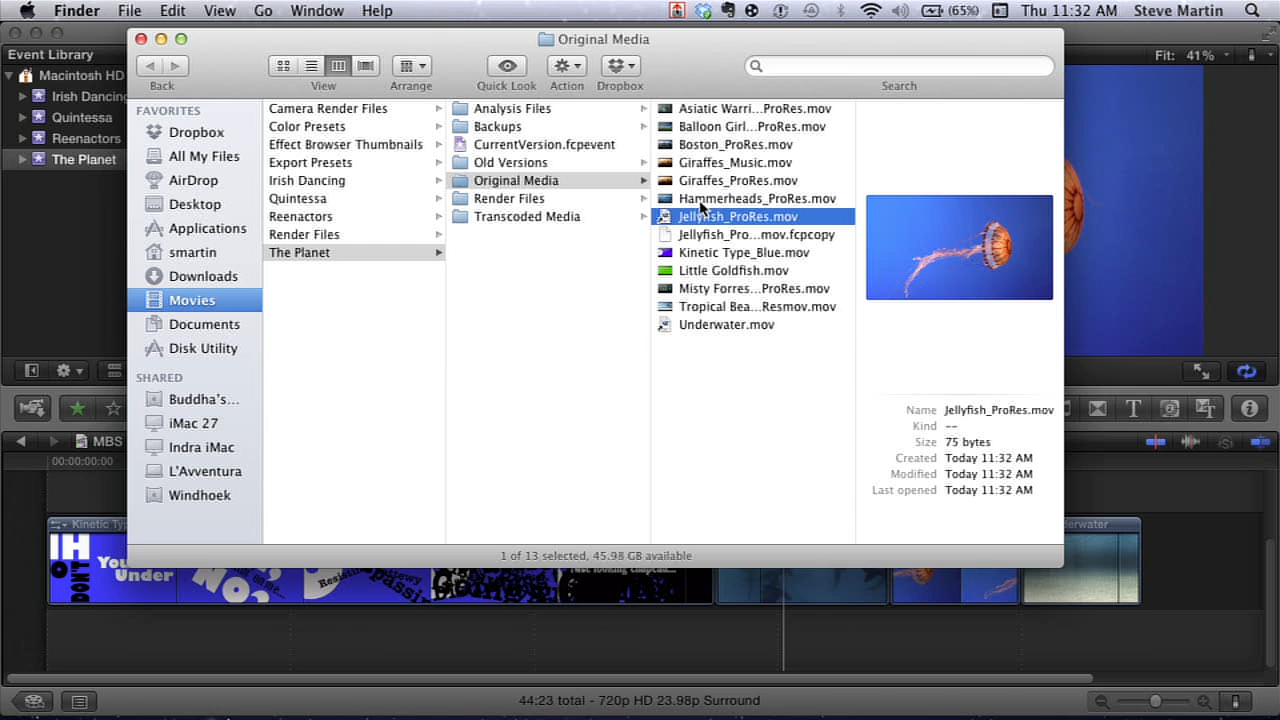 Finder File Edit View Go Window Help (65%) Thu 11:32 AM Steve Martin
Original Media
Event Library
Fit: 41%
Macintosh HD
Irish Dancing
Quintessa
Reenactors
The Planet
Back View Arrange Quick Look Action Dropbox Search
FAVORITES
Dropbox
All My Files
AirDrop
Desktop
Applications
smartin
Downloads
Movies
Documents
Disk Utility
SHARED
Buddha's...
iMac 27
Indra iMac
L'Avventura
Windhoek
Camera Render Files
Color Presets
Effect Browser Thumbnails
Export Presets
Irish Dancing
Quintessa
Reenactors
Render Files
The Planet
Analysis Files
Backups
CurrentVersion.fcpevent
Old Versions
Original Media
Render Files
Transcoded Media
Asiatic Warri...ProRes.mov
Balloon Girl...ProRes.mov
Boston_ProRes.mov
Giraffes_Music.mov
Giraffes_ProRes.mov
Hammerheads_ProRes.mov
Jellyfish_ProRes.mov
Jellyfish_Pro...mov.fcpcopy
Kinetic Type_Blue.mov
Little Goldfish.mov
Misty Forres...ProRes.mov
Tropical Bea...Resmov.mov
Underwater.mov
Name Jellyfish_ProRes.mov
Kind --
Size 75 bytes
Created Today 11:32 AM
Modified Today 11:32 AM
Last opened Today 11:32 AM
1 of 13 selected, 45.98 GB available
MBS
00:00:00:00
Kinetic Ty
derwater
You
Under
DON'T
NO?
44:23 total - 720p HD 23.98p Surround